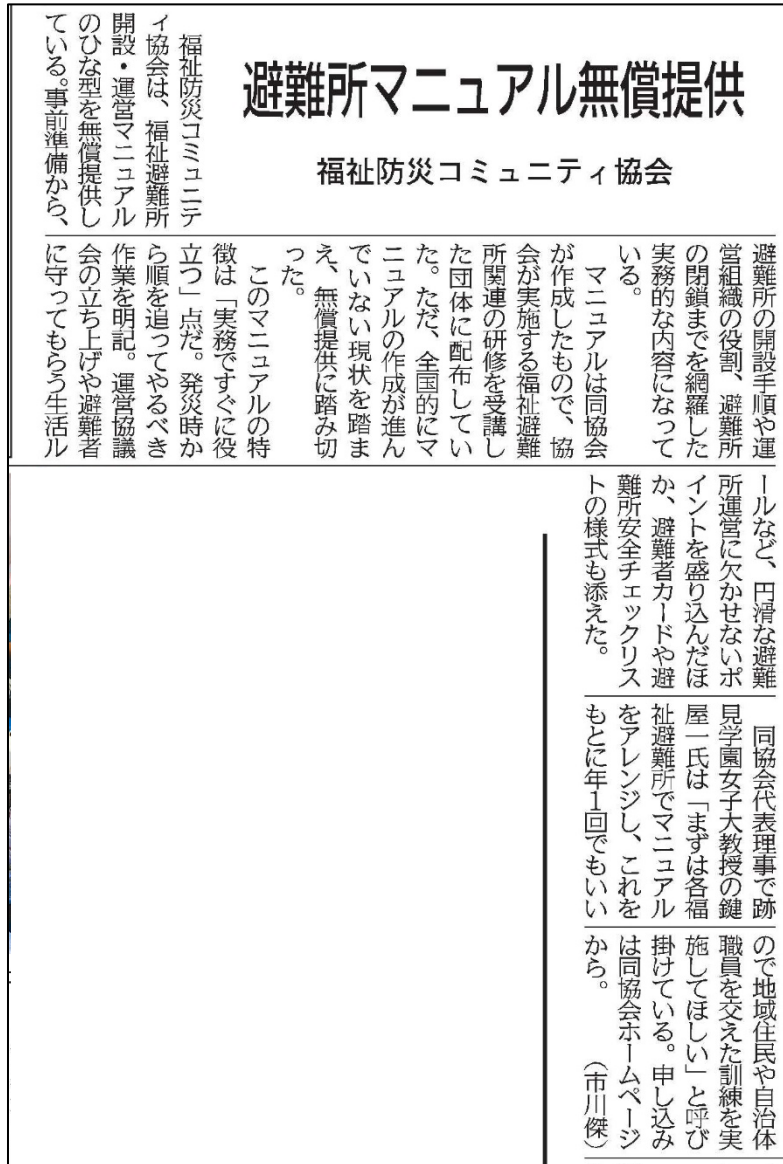 避難所マニュアル無償提供
福祉防災コミュニティ協会
福祉防災コミュニテ
ィ協会は、福祉避難所
開設・運営マニュアル
のひな型を無償提供し
ている。事前準備から、
避難所の開設手順や運
営組織の役割、避難所
の閉鎖までを網羅した
実務的な内容になって
いる。
マニュアルは同協会
が作成したもので、協
会が実施する福祉避難
所関連の研修を受講し
た団体に配布してい
た。ただ、全国的にマ
ニュアルの作成が進ん
でいない現状を踏ま
え、無償提供に踏み切
った。
このマニュアルの特
徴は「実務ですぐに役
立つ」点だ。発災時か
ら順を追ってやるべき
作業を明記。運営協議
会の立ち上げや避難者
に守ってもらう生活ル
ールなど、円滑な避難
所運営に欠かせないポ
イントを盛り込んだほ
か、避難者カードや避
難所安全チェックリス
トの様式も添えた。
同協会代表理事で跡
見学園女子大教授の鍵
屋一氏は「まずは各福
祉避難所でマニュアル
をアレンジし、これを
もとに年1回でもいい
ので地域住民や自治体
職員を交えた訓練を実
施してほしい」と呼び
掛けている。申し込み
は同協会ホームページ
から。　　（市川傑）